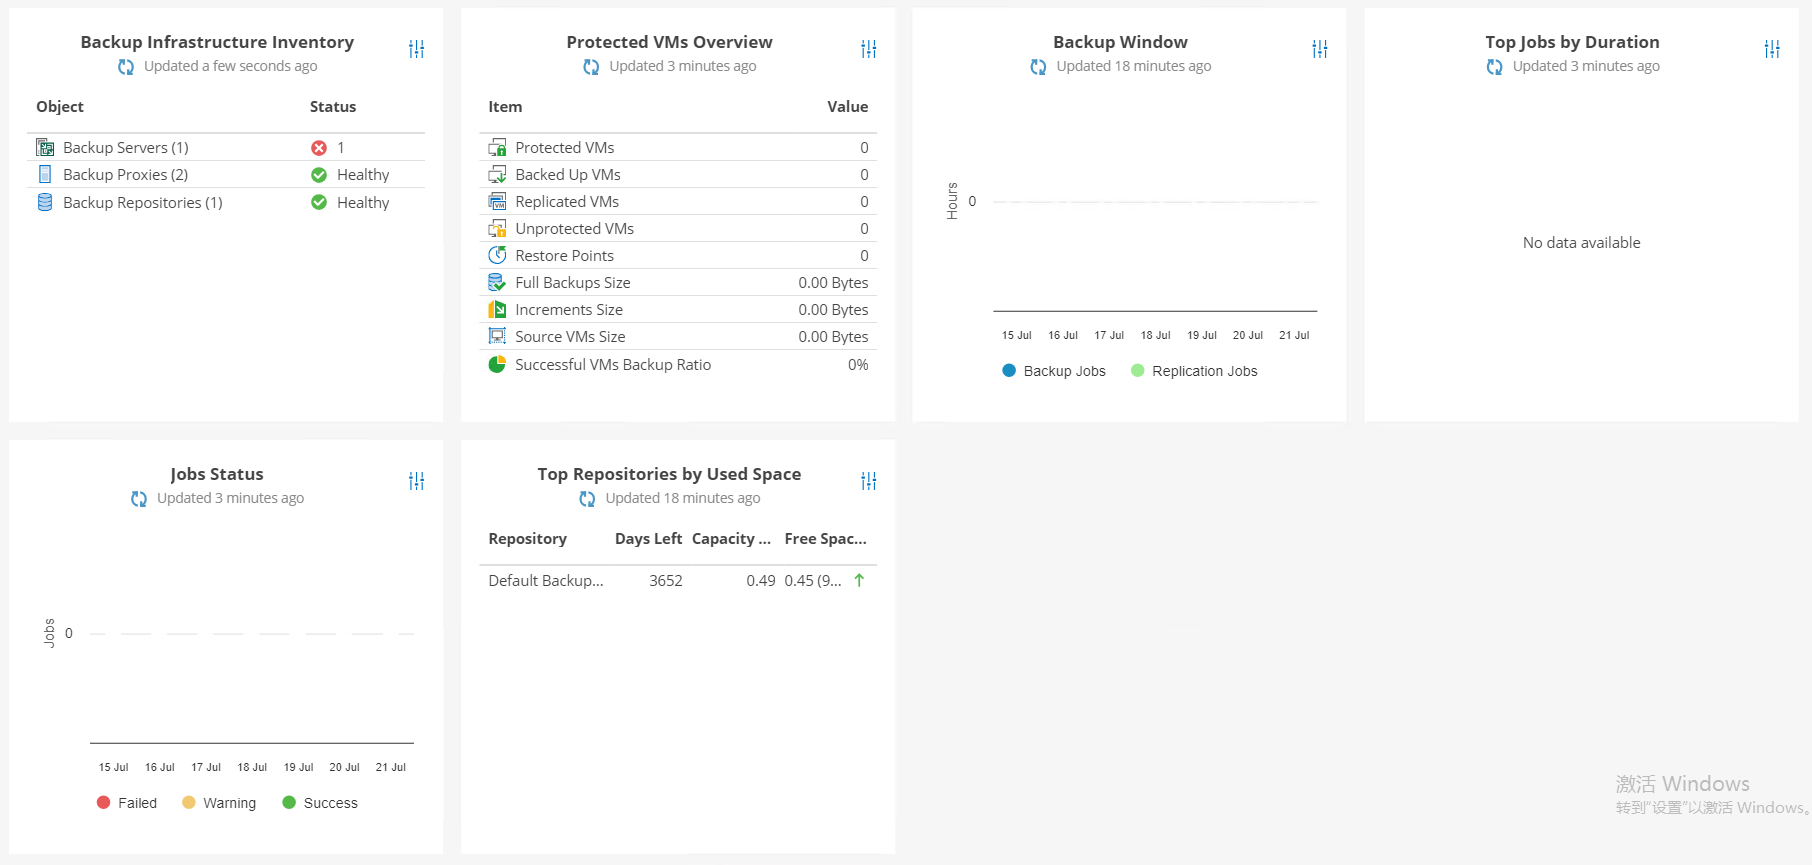 Backup Infrastructure Inventory
Updated a few seconds ago
Object Status
Backup Servers (1) 1
Backup Proxies (2) Healthy
Backup Repositories (1) Healthy
Protected VMs Overview
Updated 3 minutes ago
Item Value
Protected VMs 0
Backed Up VMs 0
Replicated VMs 0
Unprotected VMs 0
Restore Points 0
Full Backups Size 0.00 Bytes
Increments Size 0.00 Bytes
Source VMs Size 0.00 Bytes
Successful VMs Backup Ratio 0%
Backup Window
Updated 18 minutes ago
Hours
0
15 Jul 16 Jul 17 Jul 18 Jul 19 Jul 20 Jul 21 Jul
Backup Jobs Replication Jobs
Top Jobs by Duration
Updated 3 minutes ago
No data available
Jobs Status
Updated 3 minutes ago
Jobs
0
15 Jul 16 Jul 17 Jul 18 Jul 19 Jul 20 Jul 21 Jul
Failed Warning Success
Top Repositories by Used Space
Updated 18 minutes ago
Repository Days Left Capacity ... Free Spac...
Default Backup... 3652 0.49 0.45 (9...
激活 Windows
转到"设置"以激活 Windows。